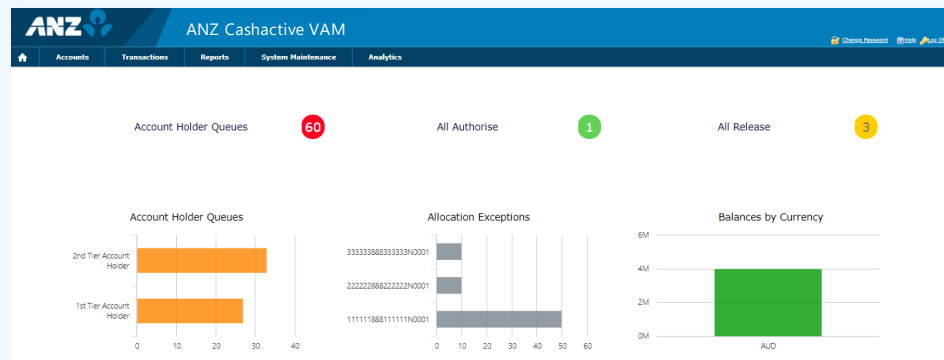 ANZ
ANZ Cashactive VAM
Change Password Help Log Off
Accounts Transactions Reports System Maintenance Analytics
Account Holder Queues 60 All Authorise 1 All Release 3
Account Holder Queues
2nd Tier Account
Holder
1st Tier Account
Holder
0 10 20 30 40
Allocation Exceptions
333333888333333N0001
222222888222222N0001
111111888111111N0001
0 10 20 30 40 50 60
Balances by Currency
6M
4M
2M
0M
AUD